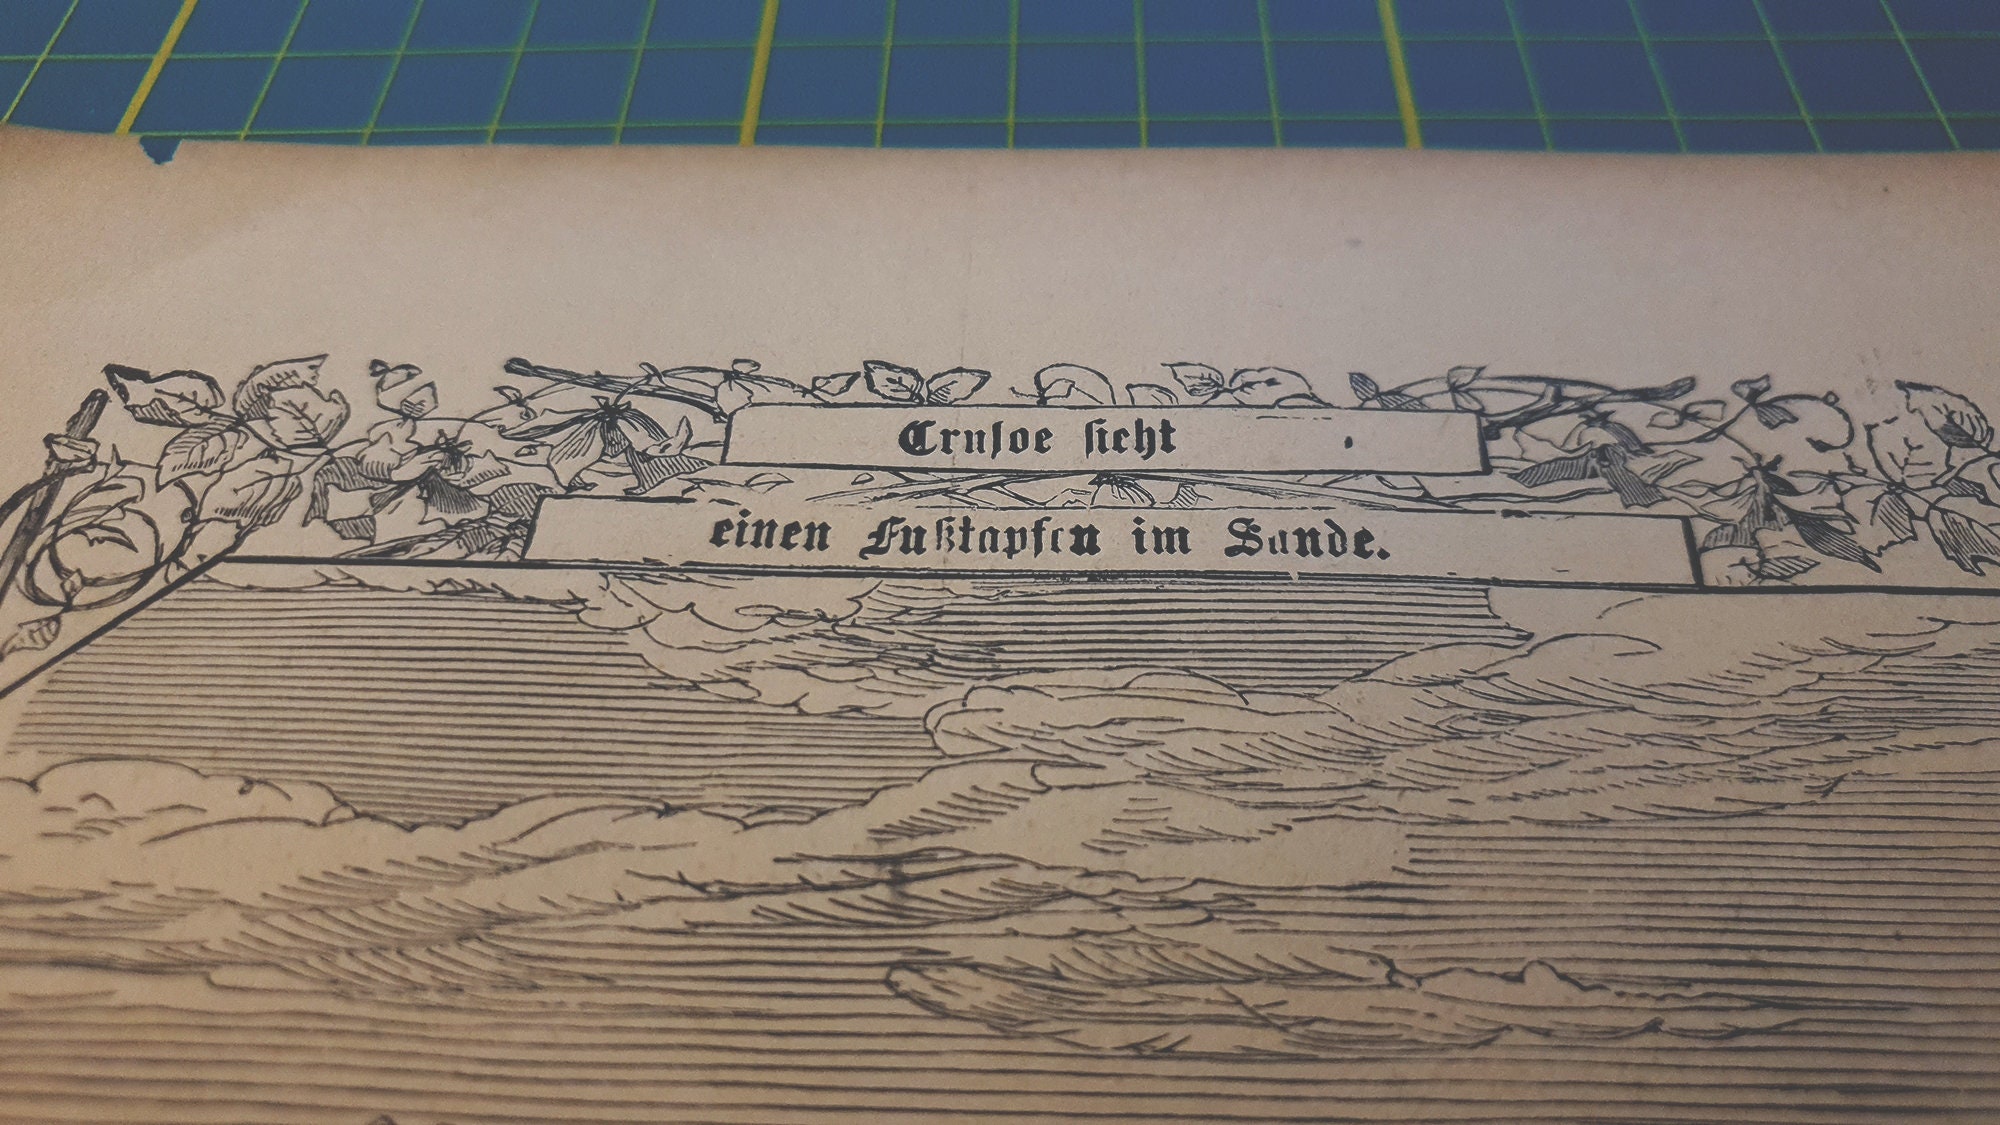 Crusoe sieht
einen Fußtapfen im Sande.